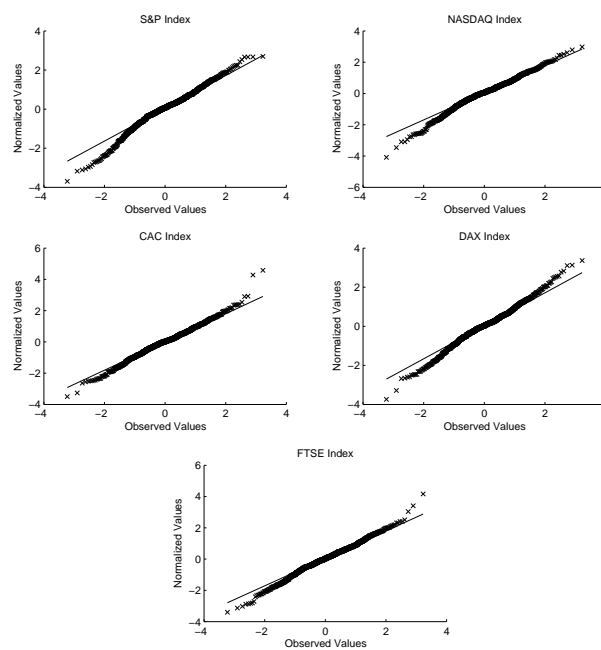 S&P Index
4
2
0
−2
−4
−4 −2 0 2 4
Normalized Values
Observed Values
NASDAQ Index
4
2
0
−2
−4
−6
−4 −2 0 2 4
Normalized Values
Observed Values
CAC Index
6
4
2
0
−2
−4
−4 −2 0 2 4
Normalized Values
Observed Values
DAX Index
4
2
0
−2
−4
−4 −2 0 2 4
Normalized Values
Observed Values
FTSE Index
6
4
2
0
−2
−4
−4 −2 0 2 4
Normalized Values
Observed Values